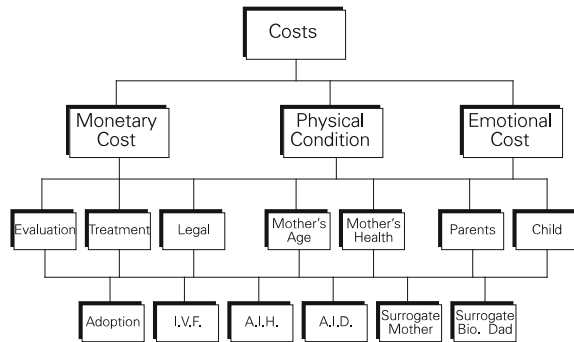 Costs
Monetary
Cost
Physical
Condition
Emotional
Cost
Evaluation
Treatment
Legal
Mother's
Age
Mother's
Health
Parents
Child
Adoption
I.V.F.
A.I.H.
A.I.D.
Surrogate
Mother
Surrogate
Bio. Dad